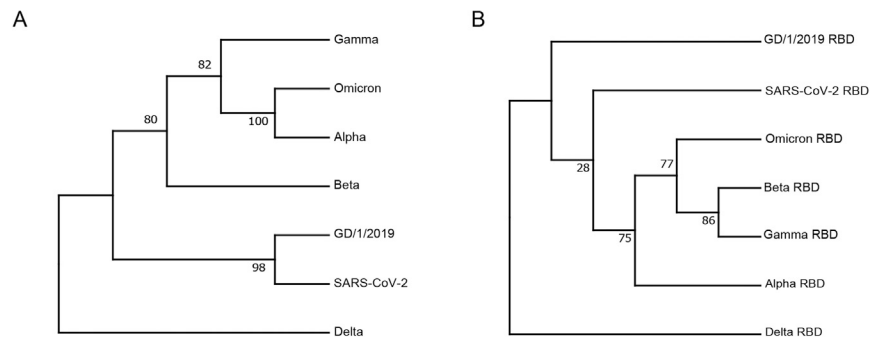 A
Gamma
82
Omicron
100
Alpha
80
Beta
GD/1/2019
98
SARS-CoV-2
Delta
B
GD/1/2019 RBD
SARS-CoV-2 RBD
28
Omicron RBD
77
Beta RBD
86
Gamma RBD
75
Alpha RBD
Delta RBD